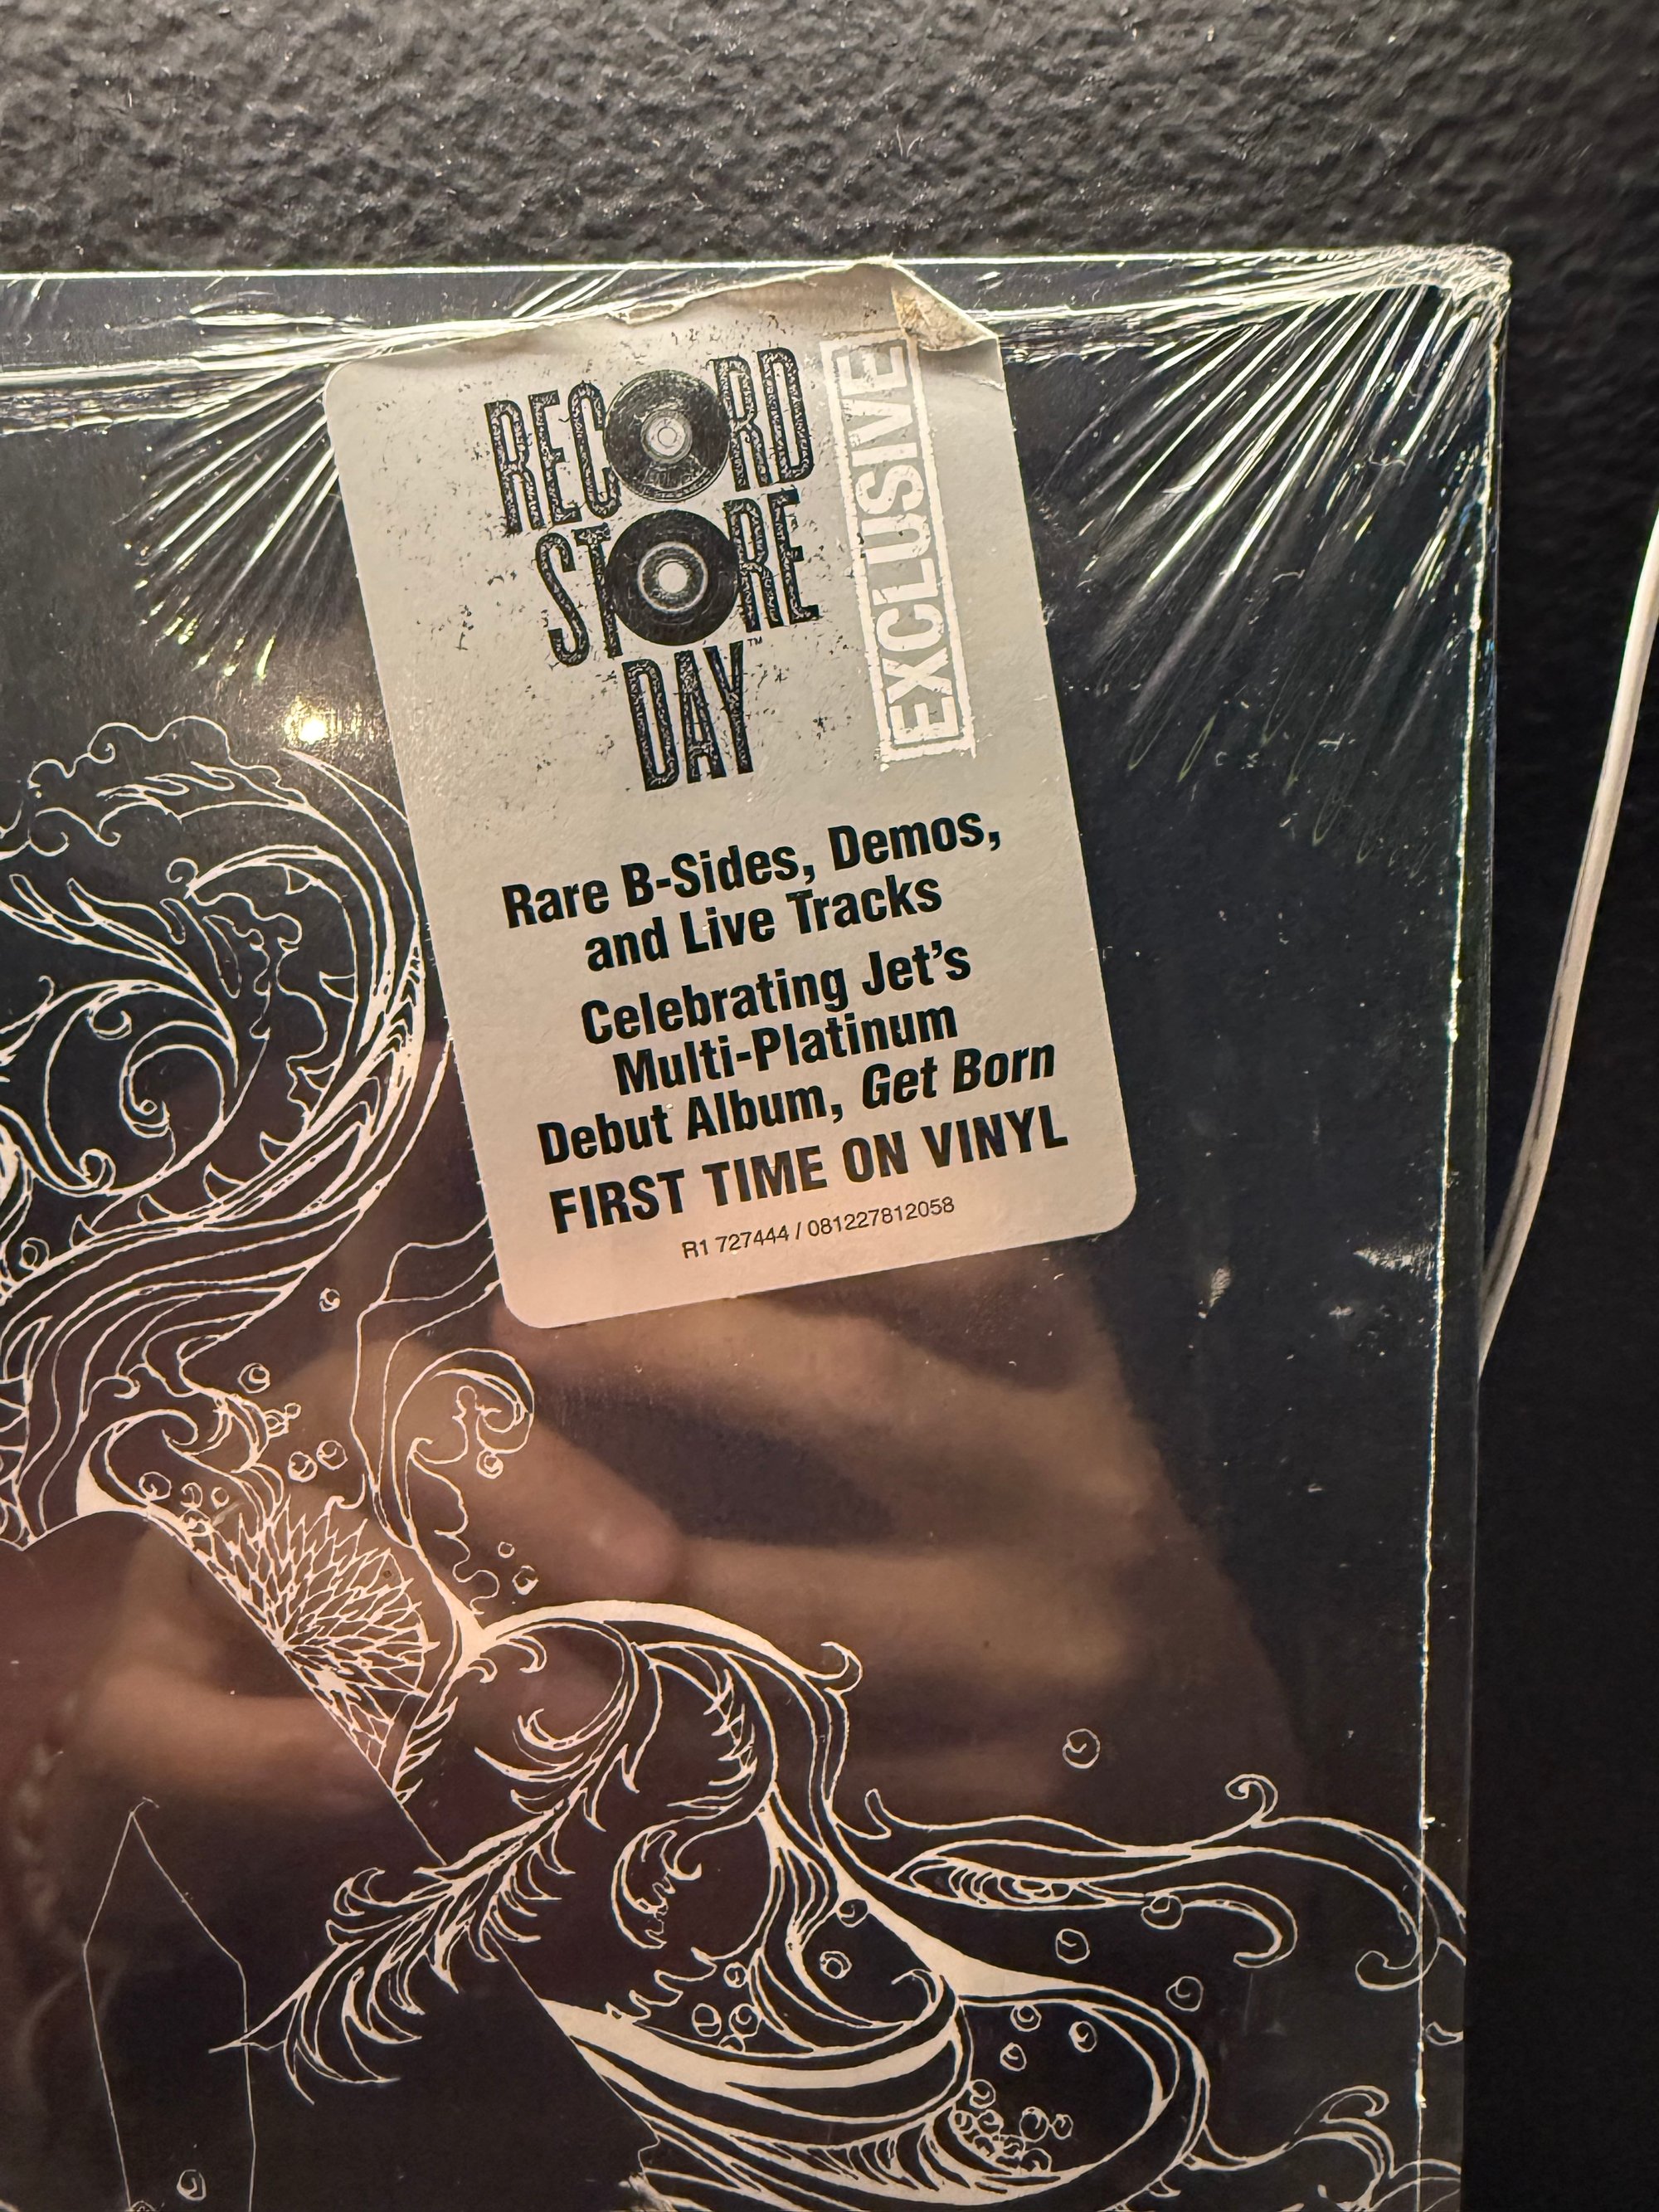 RECORD
STORE
DAY™
EXCLUSIVE
Rare B-Sides, Demos,
and Live Tracks
Celebrating Jet's
Multi-Platinum
Debut Album, Get Born
FIRST TIME ON VINYL
R1 727444 / 081227812058